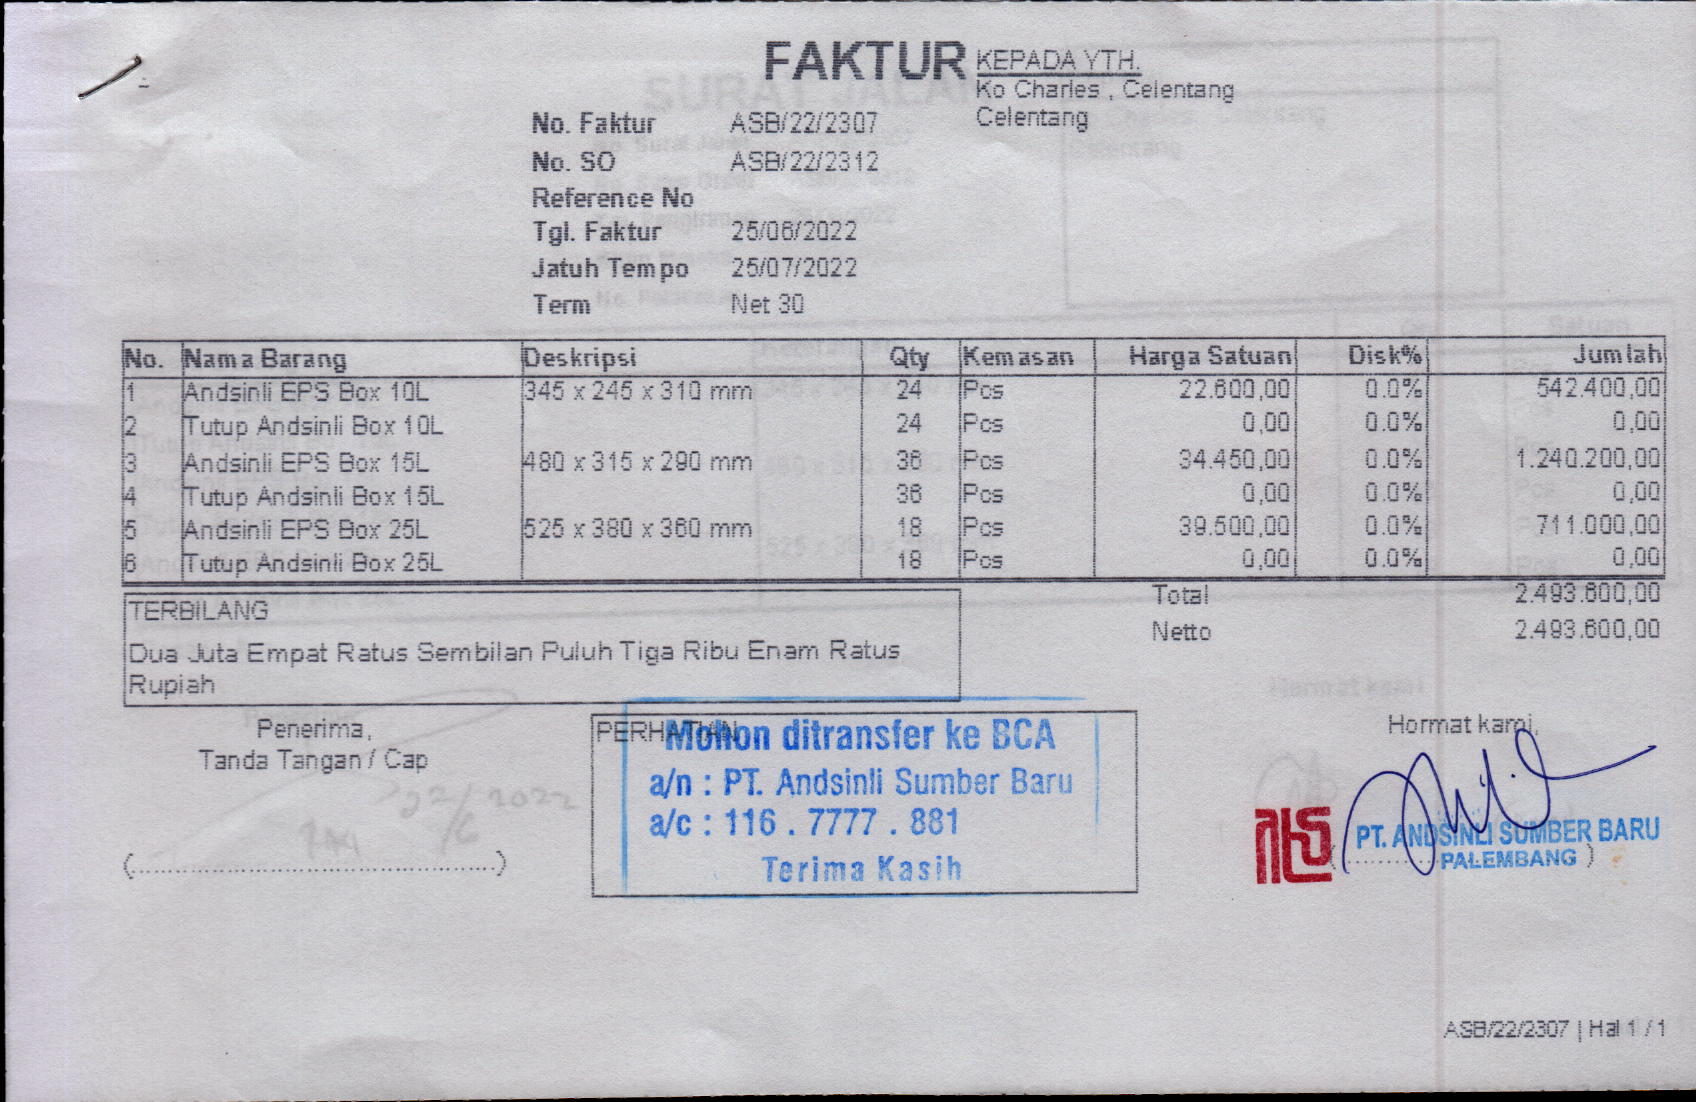 FAKTUR
KEPADA YTH.
Ko Charles , Celentang
Celentang
No. Faktur ASB/22/2307
No. SO ASB/22/2312
Reference No
Tgl. Faktur 25/06/2022
Jatuh Tempo 25/07/2022
Term Net 30
No. Nama Barang Deskripsi Qty Kemasan Harga Satuan Disk% Jumlah
1 Andsinli EPS Box 10L 345 x 245 x 310 mm 24 Pcs 22.600,00 0.0% 542.400,00
2 Tutup Andsinli Box 10L 24 Pcs 0,00 0.0% 0,00
3 Andsinli EPS Box 15L 480 x 315 x 290 mm 36 Pcs 34.450,00 0.0% 1.240.200,00
4 Tutup Andsinli Box 15L 36 Pcs 0,00 0.0% 0,00
5 Andsinli EPS Box 25L 525 x 380 x 360 mm 18 Pcs 39.500,00 0.0% 711.000,00
6 Tutup Andsinli Box 25L 18 Pcs 0,00 0.0% 0,00
Total 2.493.600,00
Netto 2.493.600,00
TERBILANG
Dua Juta Empat Ratus Sembilan Puluh Tiga Ribu Enam Ratus
Rupiah
Penerima,
Tanda Tangan / Cap
(................................................)
PERHATIAN
Mohon ditransfer ke BCA
a/n : PT. Andsinli Sumber Baru
a/c : 116 . 7777 . 881
Terima Kasih
Hormat kami,
PT. ANDSINLI SUMBER BARU
PALEMBANG
ASB/22/2307 | Hal 1 / 1